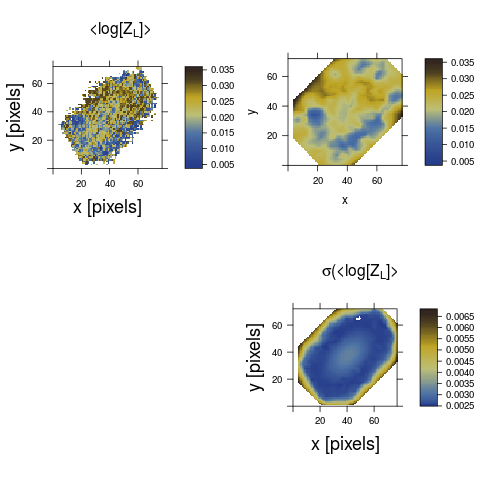 <log[Z_L]>
60
40
20
20 40 60
x [pixels]
y [pixels]
0.035
0.030
0.025
0.020
0.015
0.010
0.005
60
40
20
20 40 60
x
y
0.035
0.030
0.025
0.020
0.015
0.010
0.005
σ(<log[Z_L]>
60
40
20
20 40 60
x [pixels]
y [pixels]
0.0065
0.0060
0.0055
0.0050
0.0045
0.0040
0.0035
0.0030
0.0025